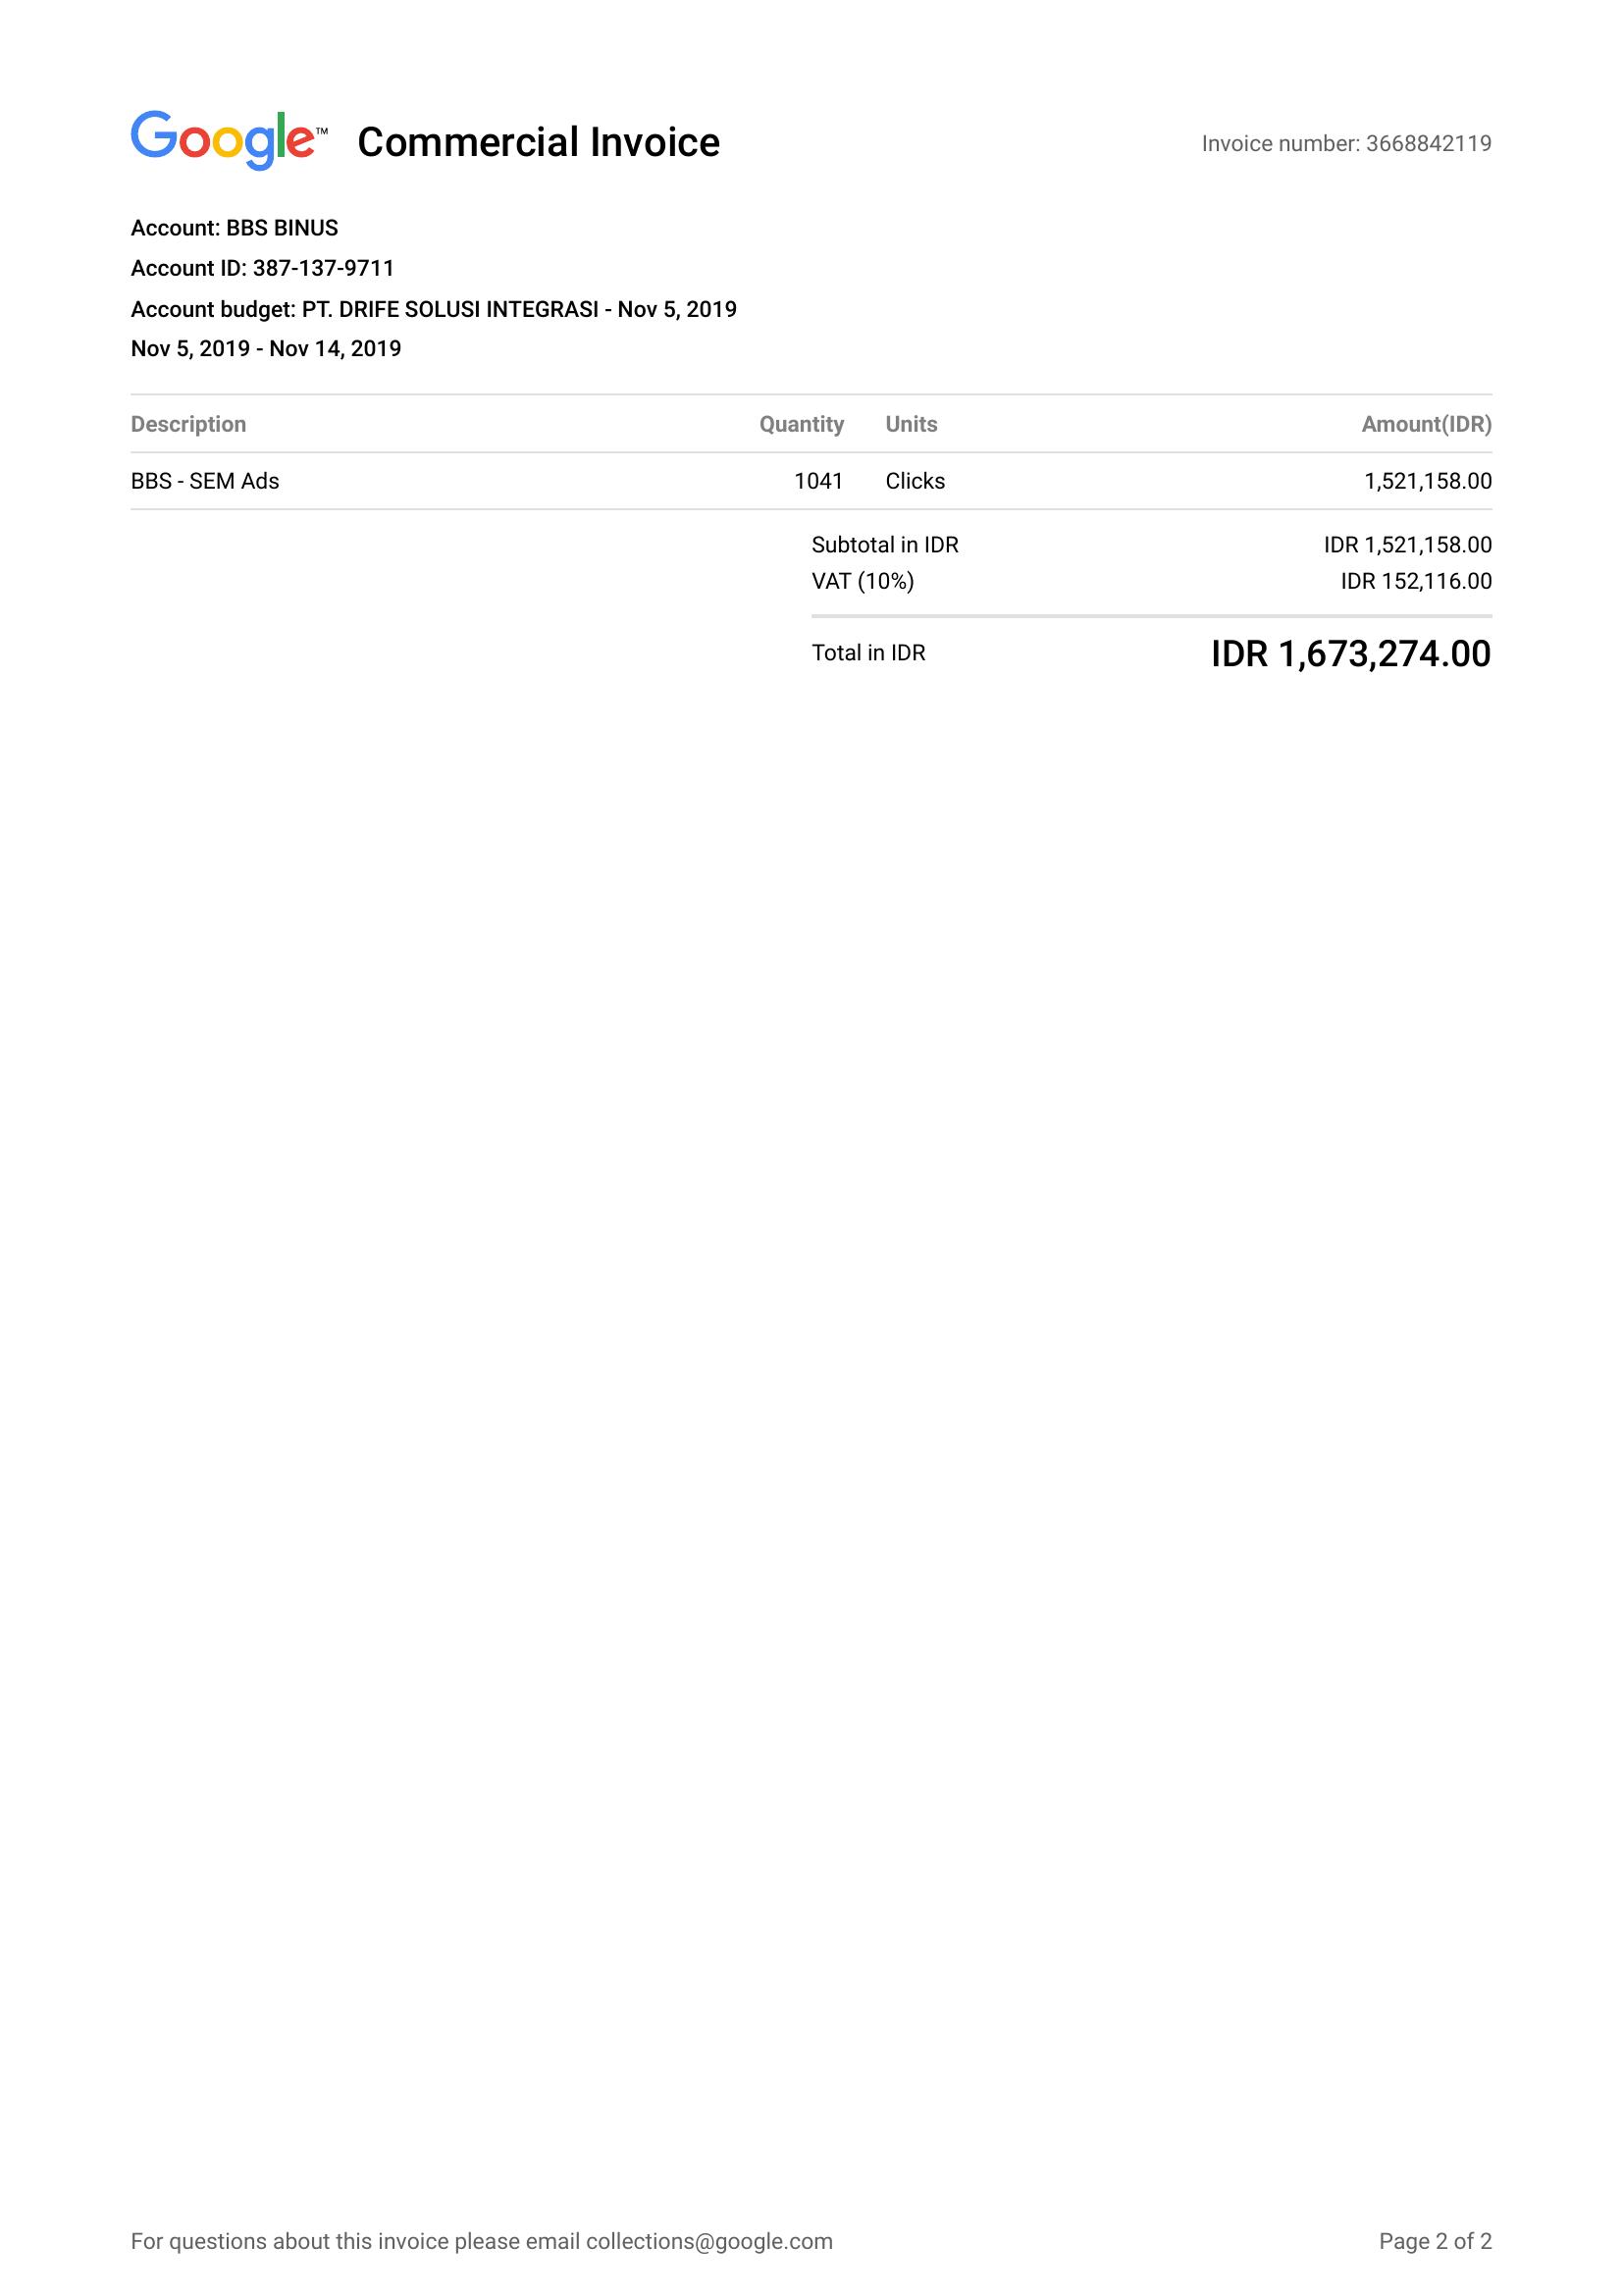 Google™ Commercial Invoice Invoice number: 3668842119
Account: BBS BINUS
Account ID: 387-137-9711
Account budget: PT. DRIFE SOLUSI INTEGRASI - Nov 5, 2019
Nov 5, 2019 - Nov 14, 2019
Description Quantity Units Amount(IDR)
BBS - SEM Ads 1041 Clicks 1,521,158.00
Subtotal in IDR IDR 1,521,158.00
VAT (10%) IDR 152,116.00
Total in IDR IDR 1,673,274.00
For questions about this invoice please email collections@google.com Page 2 of 2